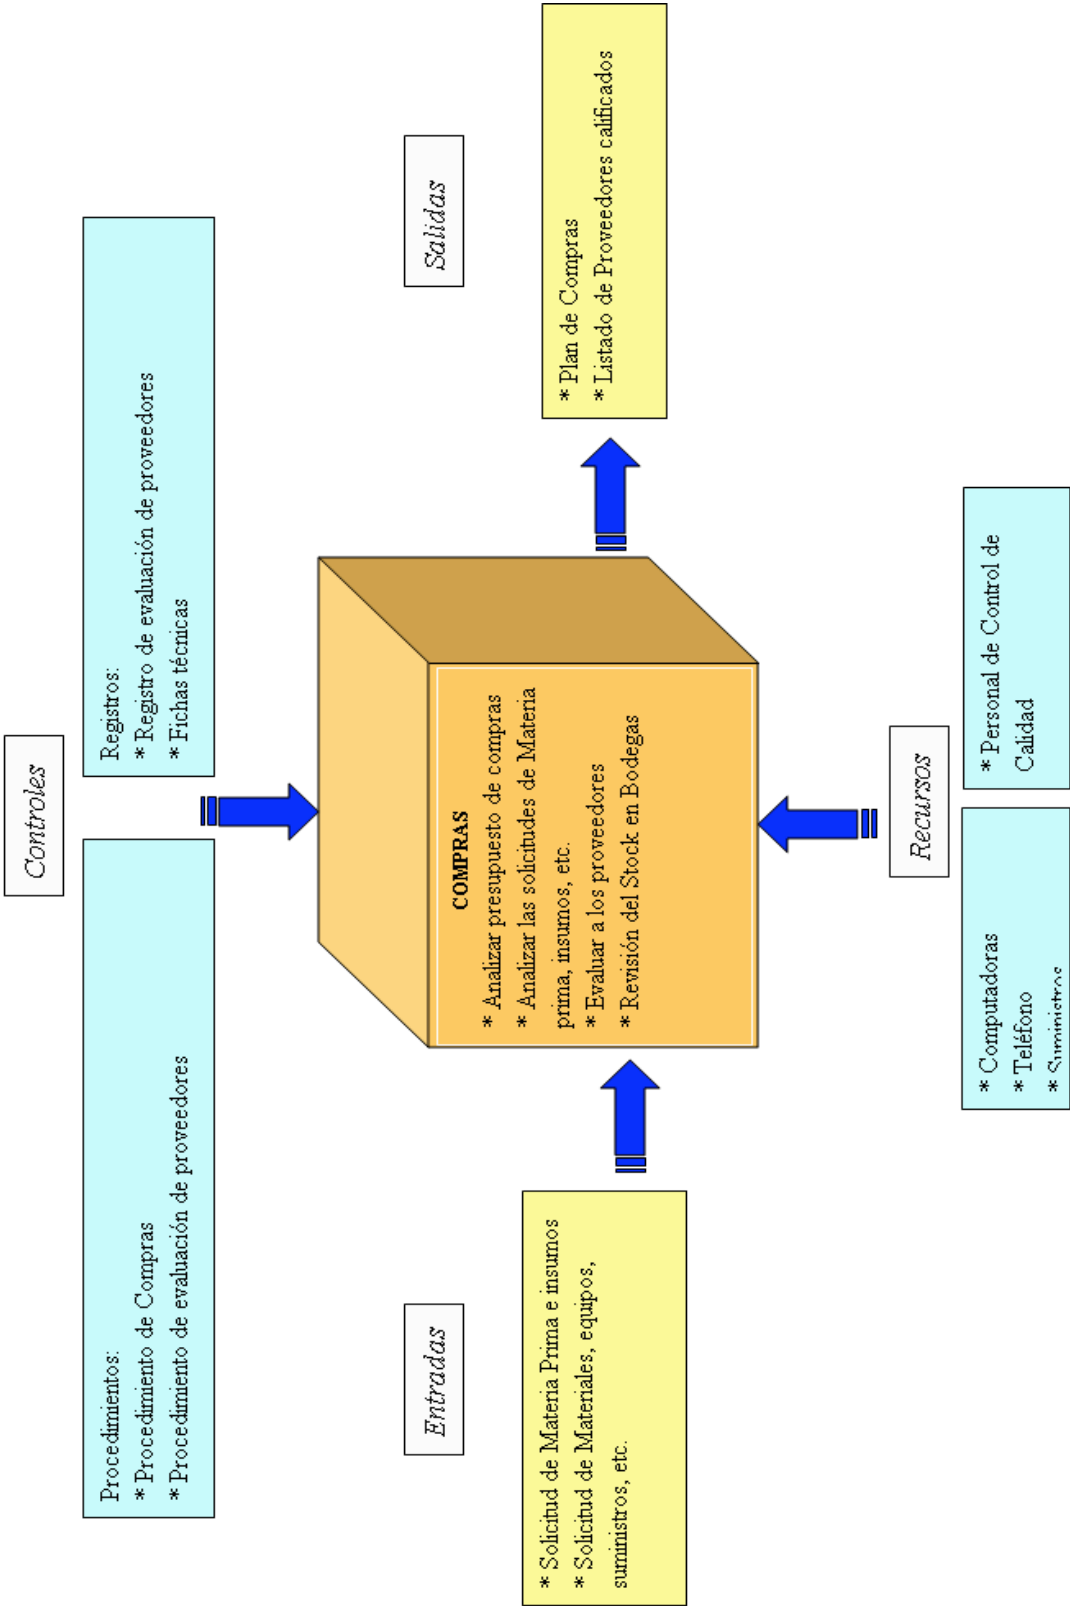 Controles
Procedimientos:
* Procedimiento de Compras
* Procedimiento de evaluación de proveedores
Registros:
* Registro de evaluación de proveedores
* Fichas técnicas
Entradas
* Solicitud de Materia Prima e insumos
* Solicitud de Materiales, equipos,
suministros, etc.
COMPRAS
* Analizar presupuesto de compras
* Analizar las solicitudes de Materia
prima, insumos, etc.
* Evaluar a los proveedores
* Revisión del Stock en Bodegas
Salidas
* Plan de Compras
* Listado de Proveedores calificados
Recursos
* Computadoras
* Teléfono
* Suministros
* Personal de Control de
Calidad